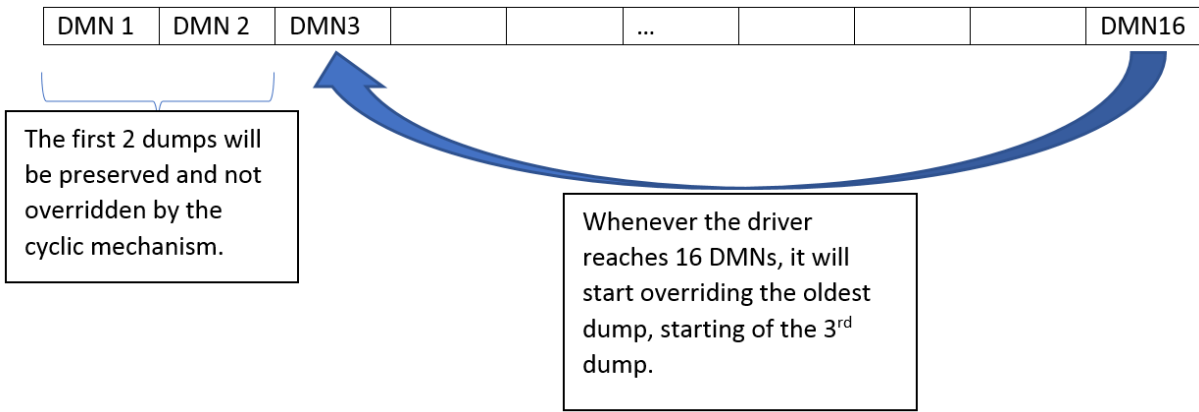 DMN 1 DMN 2 DMN3 ... DMN16
The first 2 dumps will
be preserved and not
overridden by the
cyclic mechanism.
Whenever the driver
reaches 16 DMNs, it will
start overriding the oldest
dump, starting of the 3rd
dump.